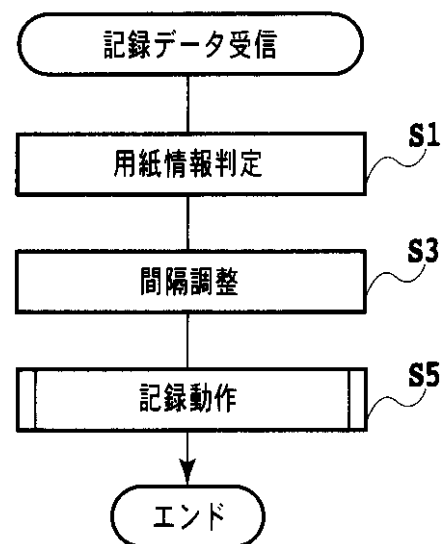 記録データ受信
S1
用紙情報判定
S3
間隔調整
S5
記録動作
エンド